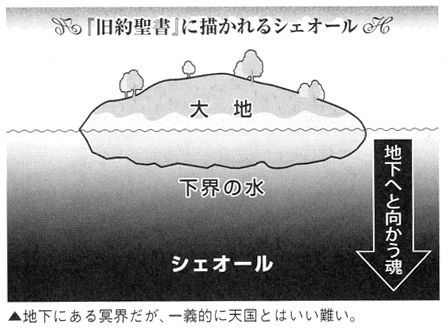 『旧約聖書』に描かれるシェオール
大地
下界の水
シェオール
地下へと向かう魂
▲地下にある冥界だが、一義的に天国とはいい難い。